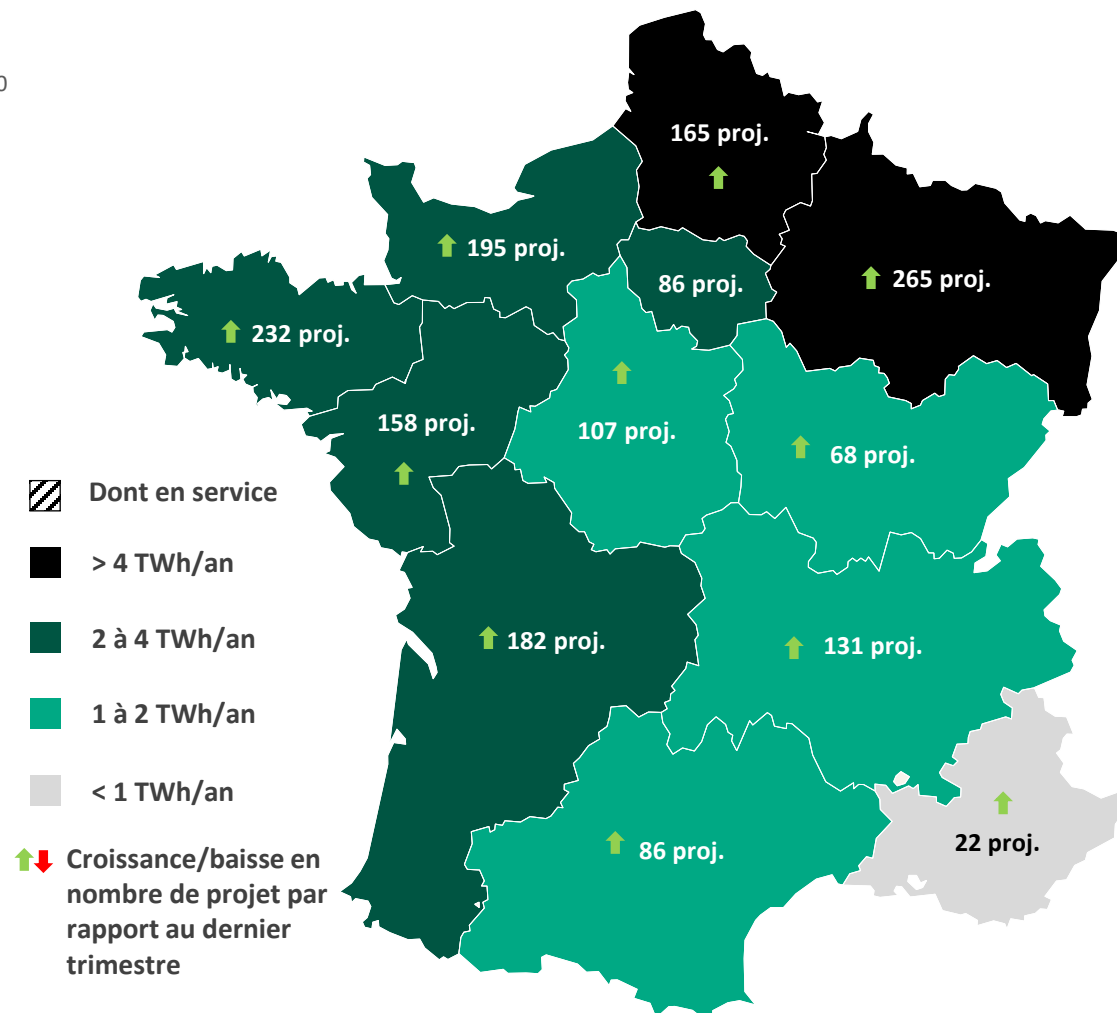 0
165 proj.
195 proj.
86 proj.
265 proj.
232 proj.
158 proj.
107 proj.
68 proj.
182 proj.
131 proj.
86 proj.
22 proj.
Dont en service
> 4 TWh/an
2 à 4 TWh/an
1 à 2 TWh/an
< 1 TWh/an
Croissance/baisse en
nombre de projet par
rapport au dernier
trimestre